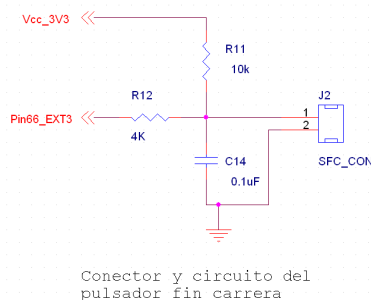 Vcc_3V3
R11
10k
R12
J2
Pin66_EXT3
1
2
4K
C14
SFC_CON
0.1uF
Conector y circuito del
pulsador fin carrera